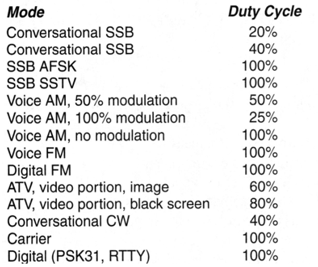 Mode Duty Cycle
Conversational SSB 20%
Conversational SSB 40%
SSB AFSK 100%
SSB SSTV 100%
Voice AM, 50% modulation 50%
Voice AM, 100% modulation 25%
Voice AM, no modulation 100%
Voice FM 100%
Digital FM 100%
ATV, video portion, image 60%
ATV, video portion, black screen 80%
Conversational CW 40%
Carrier 100%
Digital (PSK31, RTTY) 100%